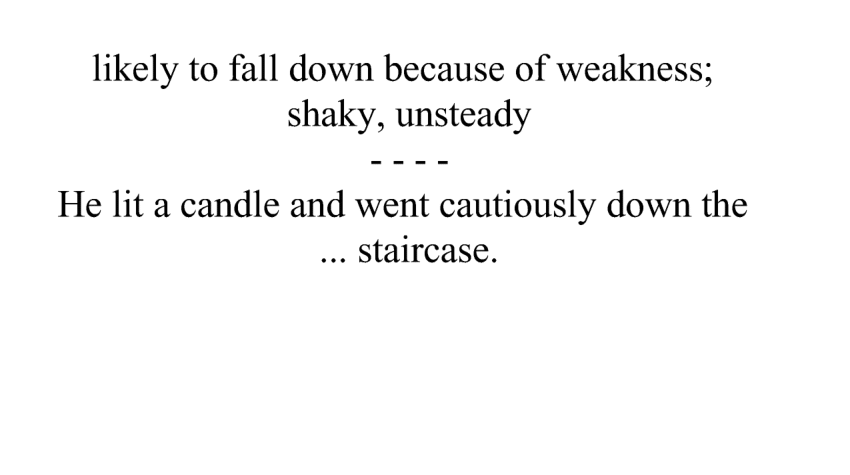 likely to fall down because of weakness;
shaky, unsteady
- - - -
He lit a candle and went cautiously down the
... staircase.